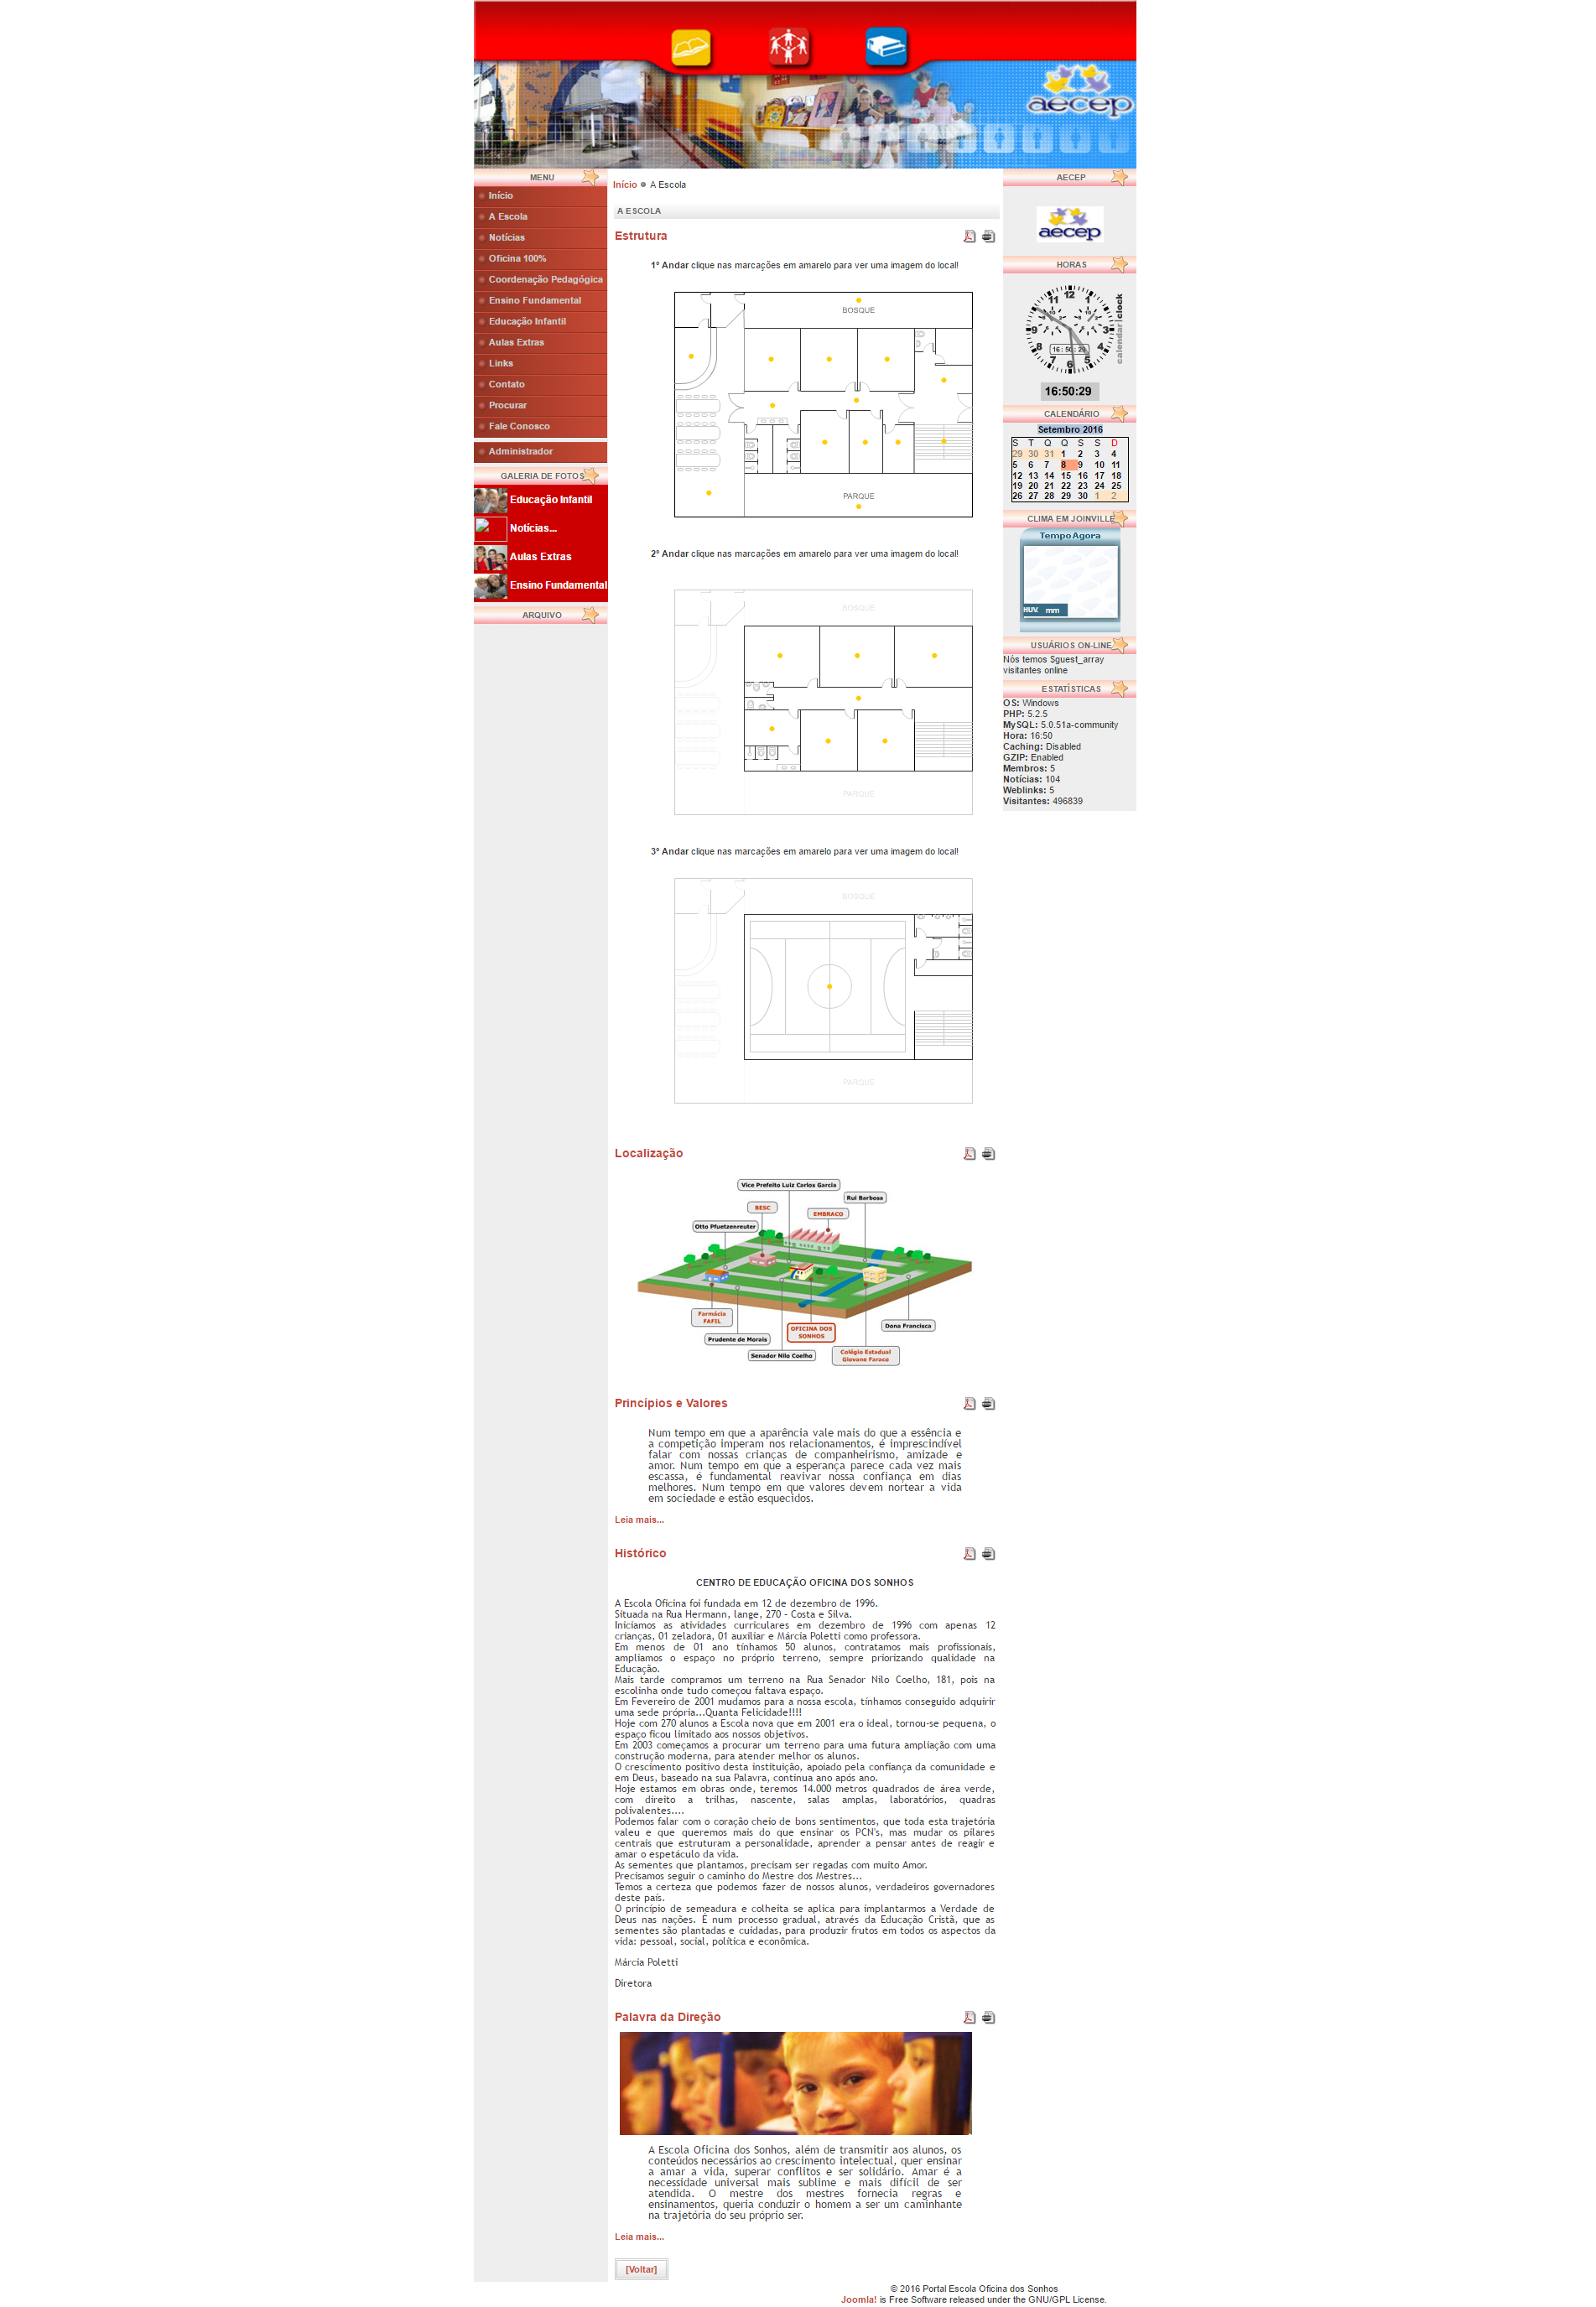 aecep
MENU
Início
A Escola
Notícias
Oficina 100%
Coordenação Pedagógica
Ensino Fundamental
Educação Infantil
Aulas Extras
Links
Contato
Procurar
Fale Conosco
Administrador
GALERIA DE FOTOS
Educação Infantil
Notícias...
Aulas Extras
Ensino Fundamental
ARQUIVO
Início A Escola
A ESCOLA
Estrutura
1º Andar clique nas marcações em amarelo para ver uma imagem do local!
BOSQUE
PARQUE
2º Andar clique nas marcações em amarelo para ver uma imagem do local!
BOSQUE
PARQUE
3º Andar clique nas marcações em amarelo para ver uma imagem do local!
BOSQUE
PARQUE
Localização
Vice Prefeito Luiz Carlos Garcia
Rui Barbosa
BESC
EMBRACO
Otto Pfuetzenreuter
Farmácia
FAFIL
Prudente de Morais
OFICINA DOS
SONHOS
Dona Francisca
Senador Nilo Coelho
Colégio Estadual
Giovane Faraco
Princípios e Valores
Num tempo em que a aparência vale mais do que a essência e
a competição imperam nos relacionamentos, é imprescindível
falar com nossas crianças de companheirismo, amizade e
amor. Num tempo em que a esperança parece cada vez mais
escassa, é fundamental reavivar nossa confiança em dias
melhores. Num tempo em que valores devem nortear a vida
em sociedade e estão esquecidos.
Leia mais...
Histórico
CENTRO DE EDUCAÇÃO OFICINA DOS SONHOS
A Escola Oficina foi fundada em 12 de dezembro de 1996.
Situada na Rua Hermann, lange, 270 - Costa e Silva.
Iniciamos as atividades curriculares em dezembro de 1996 com apenas 12
crianças, 01 zeladora, 01 auxiliar e Márcia Poletti como professora.
Em menos de 01 ano tínhamos 50 alunos, contratamos mais profissionais,
ampliamos o espaço no próprio terreno, sempre priorizando qualidade na
Educação.
Mais tarde compramos um terreno na Rua Senador Nilo Coelho, 181, pois na
escolinha onde tudo começou faltava espaço.
Em Fevereiro de 2001 mudamos para a nossa escola, tínhamos conseguido adquirir
uma sede própria...Quanta Felicidade!!!!
Hoje com 270 alunos a Escola nova que em 2001 era o ideal, tornou-se pequena, o
espaço ficou limitado aos nossos objetivos.
Em 2003 começamos a procurar um terreno para uma futura ampliação com uma
construção moderna, para atender melhor os alunos.
O crescimento positivo desta instituição, apoiado pela confiança da comunidade e
em Deus, baseado na sua Palavra, continua ano após ano.
Hoje estamos em obras onde, teremos 14.000 metros quadrados de área verde,
com direito a trilhas, nascente, salas amplas, laboratórios, quadras
polivalentes....
Podemos falar com o coração cheio de bons sentimentos, que toda esta trajetória
valeu e que queremos mais do que ensinar os PCN's, mas mudar os pilares
centrais que estruturam a personalidade, aprender a pensar antes de reagir e
amar o espetáculo da vida.
As sementes que plantamos, precisam ser regadas com muito Amor.
Precisamos seguir o caminho do Mestre dos Mestres...
Temos a certeza que podemos fazer de nossos alunos, verdadeiros governadores
deste país.
O princípio de semeadura e colheita se aplica para implantarmos a Verdade de
Deus nas nações. É num processo gradual, através da Educação Cristã, que as
sementes são plantadas e cuidadas, para produzir frutos em todos os aspectos da
vida: pessoal, social, política e econômica.
Márcia Poletti
Diretora
Palavra da Direção
A Escola Oficina dos Sonhos, além de transmitir aos alunos, os
conteúdos necessários ao crescimento intelectual, quer ensinar
a amar a vida, superar conflitos e ser solidário. Amar é a
necessidade universal mais sublime e mais difícil de ser
atendida. O mestre dos mestres fornecia regras e
ensinamentos, queria conduzir o homem a ser um caminhante
na trajetória do seu próprio ser.
Leia mais...
[Voltar]
AECEP
aecep
HORAS
12
11 1
9 3
8 4
7 5
6
16:50:29
calendar|clock
16:50:29
CALENDÁRIO
Setembro 2016
S T Q Q S S D
29 30 31 1 2 3 4
5 6 7 8 9 10 11
12 13 14 15 16 17 18
19 20 21 22 23 24 25
26 27 28 29 30 1 2
CLIMA EM JOINVILLE
TempoAgora
mm
USUÁRIOS ON-LINE
Nós temos $guest_array
visitantes online
ESTATÍSTICAS
OS: Windows
PHP: 5.2.5
MySQL: 5.0.51a-community
Hora: 16:50
Caching: Disabled
GZIP: Enabled
Membros: 5
Notícias: 104
Weblinks: 5
Visitantes: 496839
© 2016 Portal Escola Oficina dos Sonhos
Joomla! is Free Software released under the GNU/GPL License.